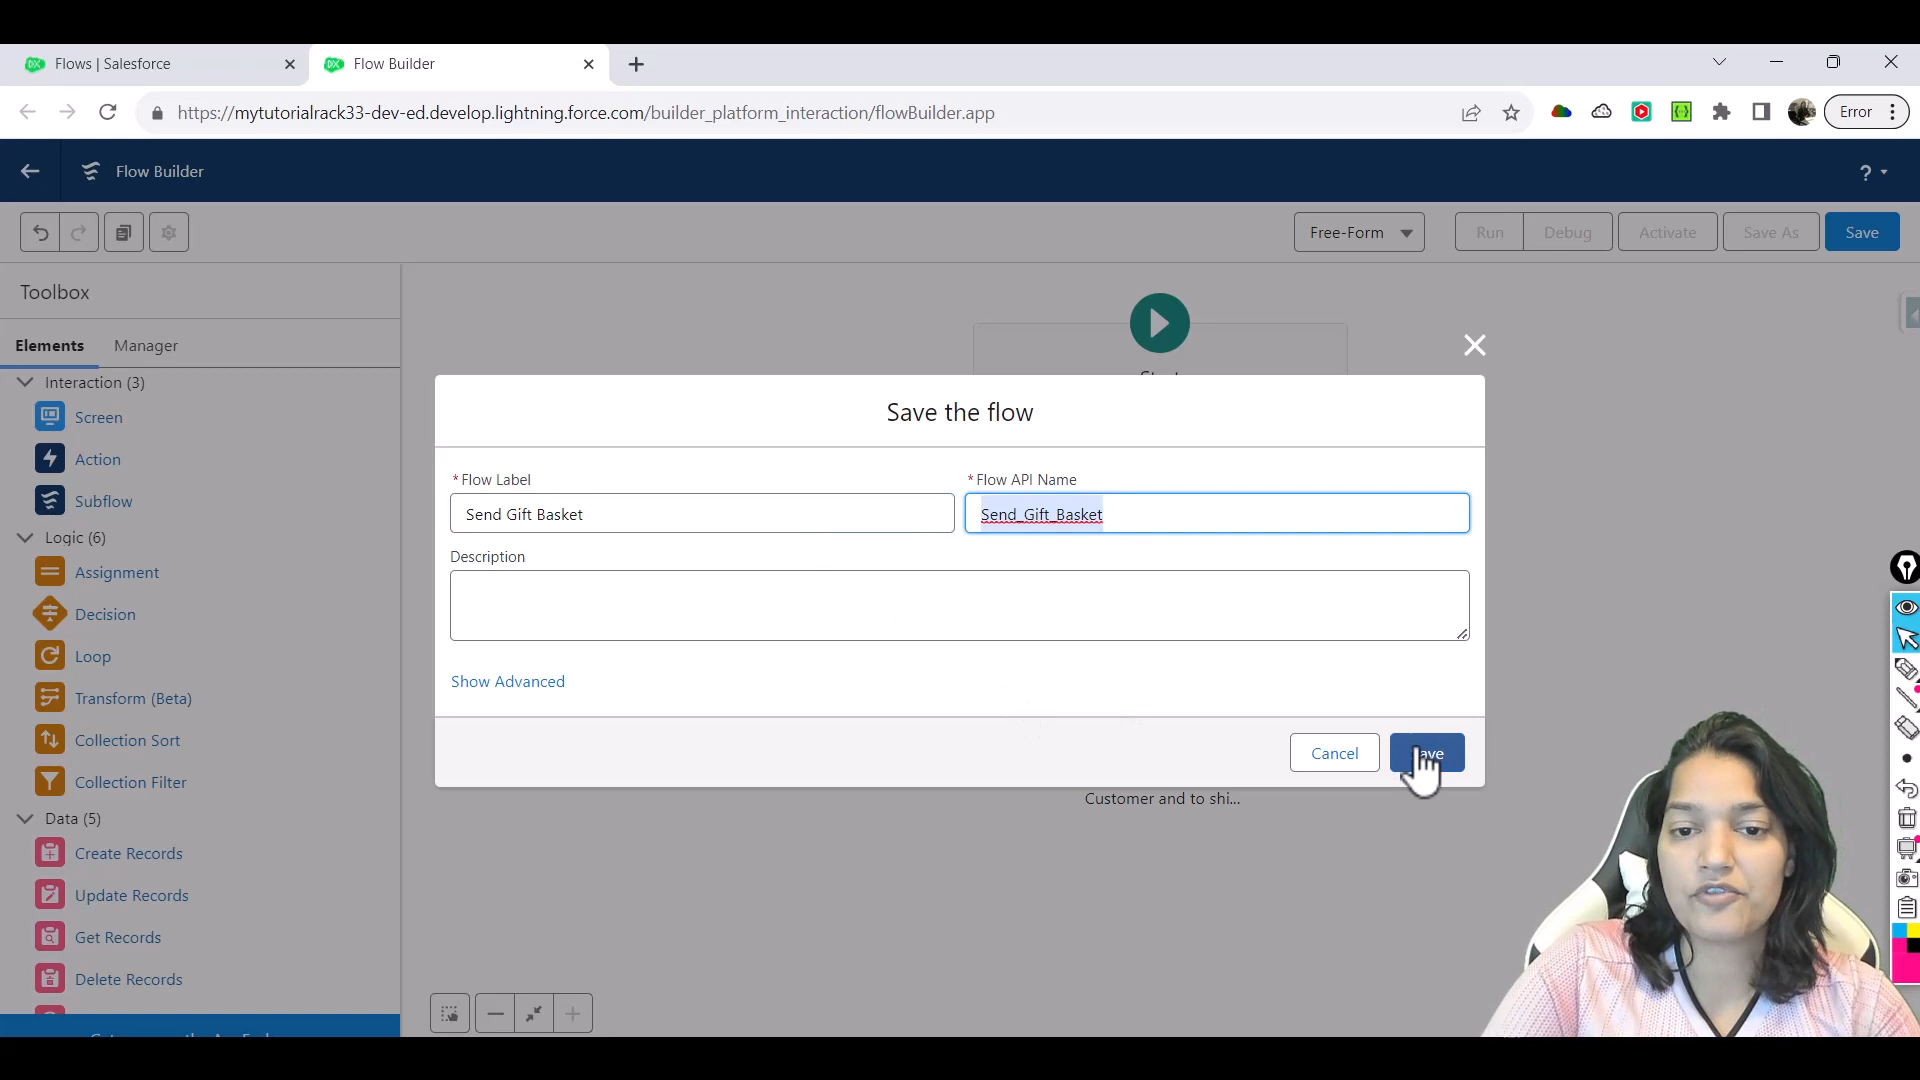 Flows | Salesforce
Flow Builder
https://mytutorialrack33-dev-ed.develop.lightning.force.com/builder_platform_interaction/flowBuilder.app
Error
Flow Builder
?
Free-Form
Run
Debug
Activate
Save As
Save
Toolbox
Elements
Manager
Interaction (3)
Screen
Action
Subflow
Logic (6)
Assignment
Decision
Loop
Transform (Beta)
Collection Sort
Collection Filter
Data (5)
Create Records
Update Records
Get Records
Delete Records
Save the flow
*Flow Label
*Flow API Name
Send Gift Basket
Send_Gift_Basket
Description
Show Advanced
Cancel
Customer and to shi...